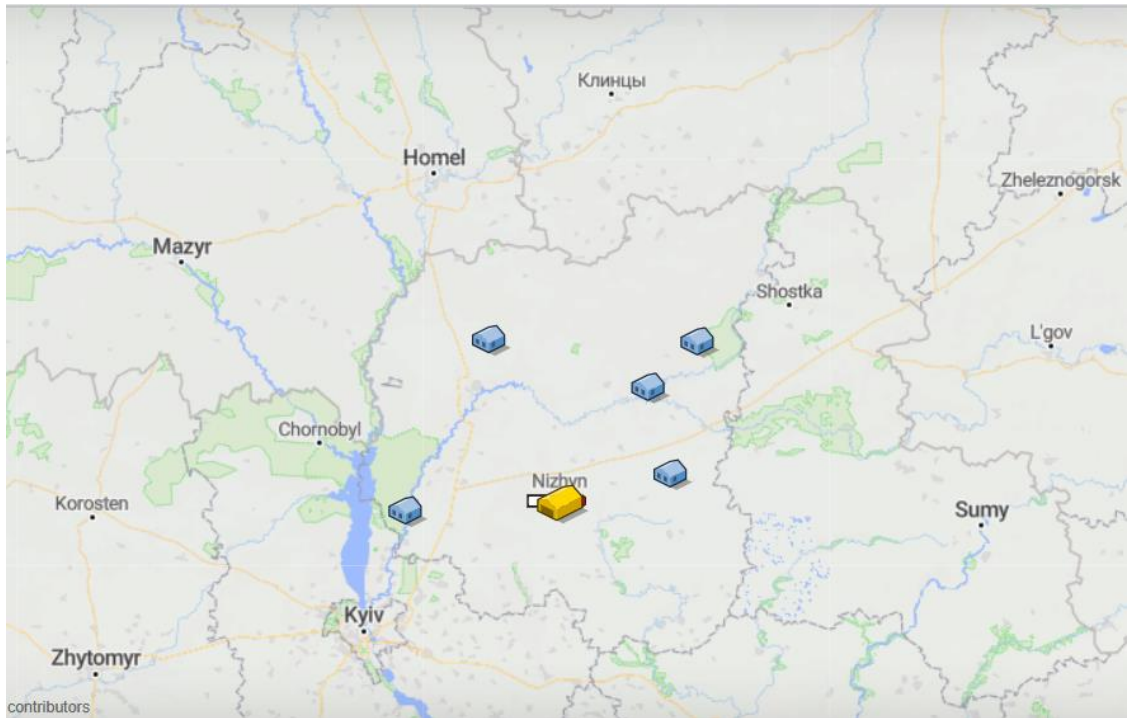 Клинцы
Homel
Zheleznogorsk
Mazyr
Shostka
L'gov
Chornobyl
Nizhyn
Korosten
Sumy
Kyiv
Zhytomyr
contributors